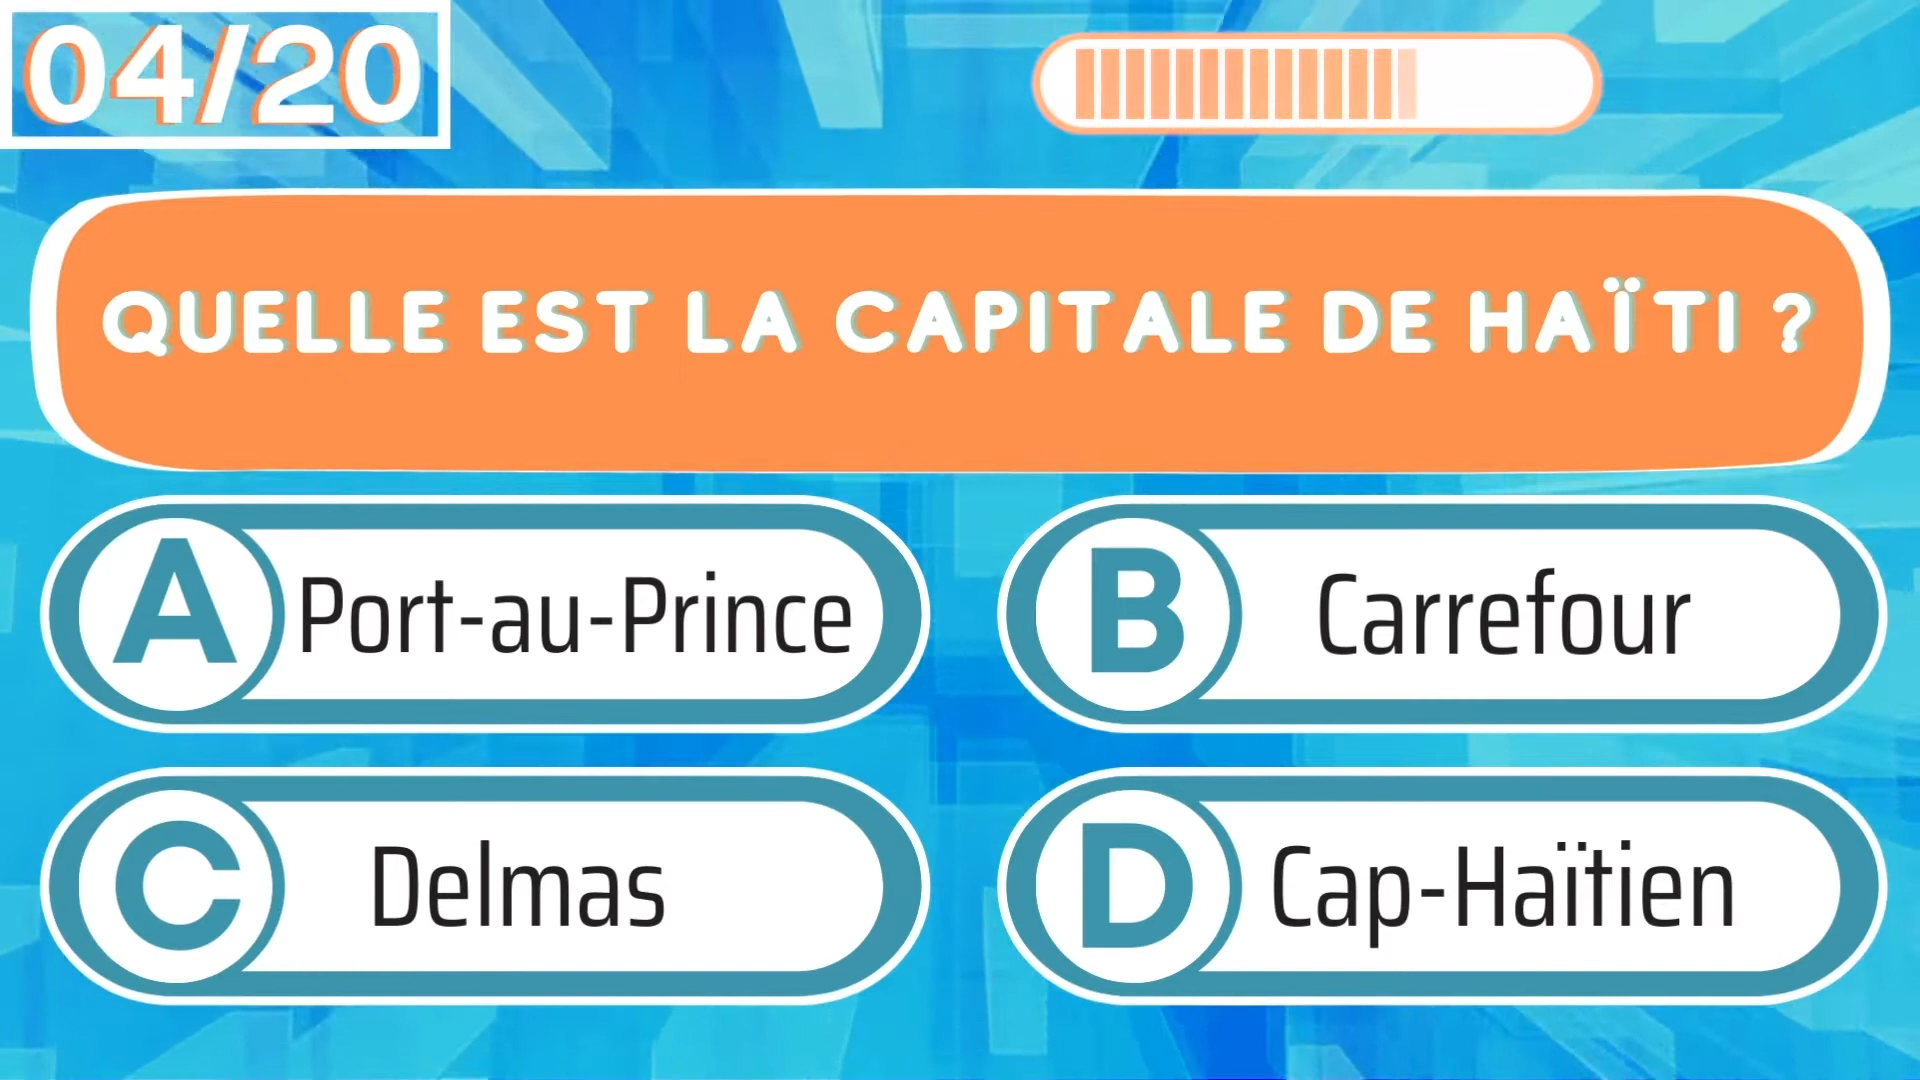 04/20
QUELLE EST LA CAPITALE DE HAÏTI ?
A Port-au-Prince
B Carrefour
C Delmas
D Cap-Haïtien